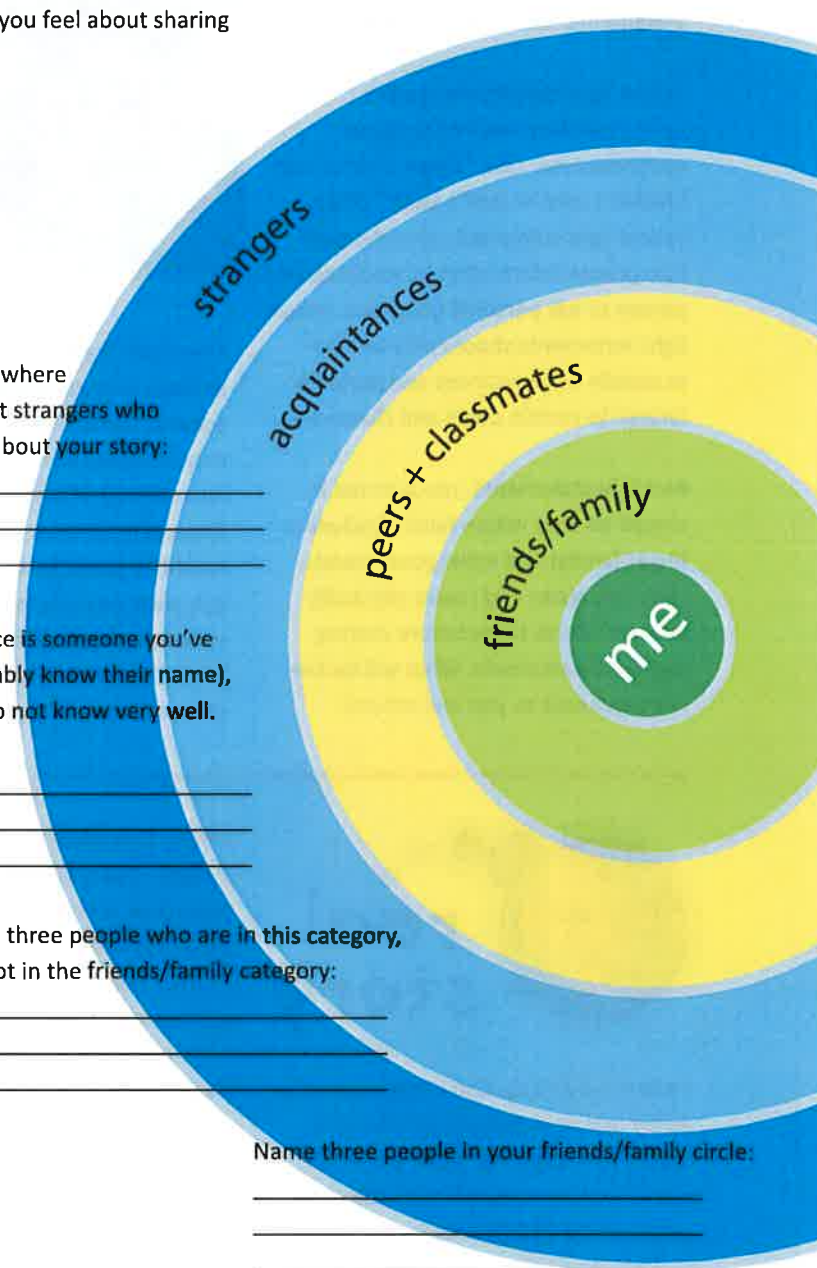 you feel about sharing
strangers
acquaintances
peers + classmates
friends/family
me
where
t strangers who
bout your story:
ce is someone you've
ably know their name),
o not know very well.
three people who are in this category,
ot in the friends/family category:
Name three people in your friends/family circle: